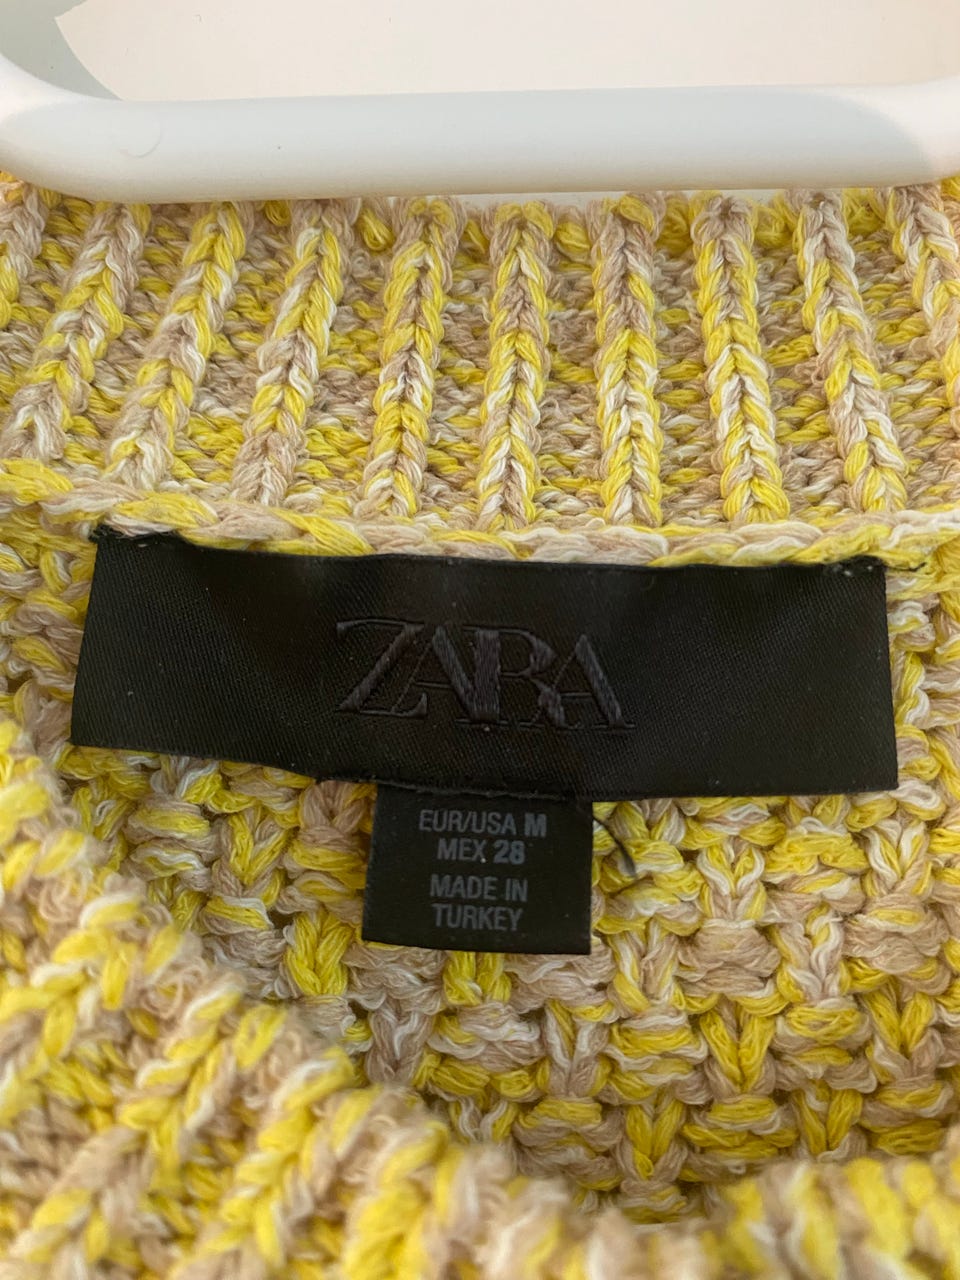 ZARA
EUR/USA M
MEX 28
MADE IN
TURKEY